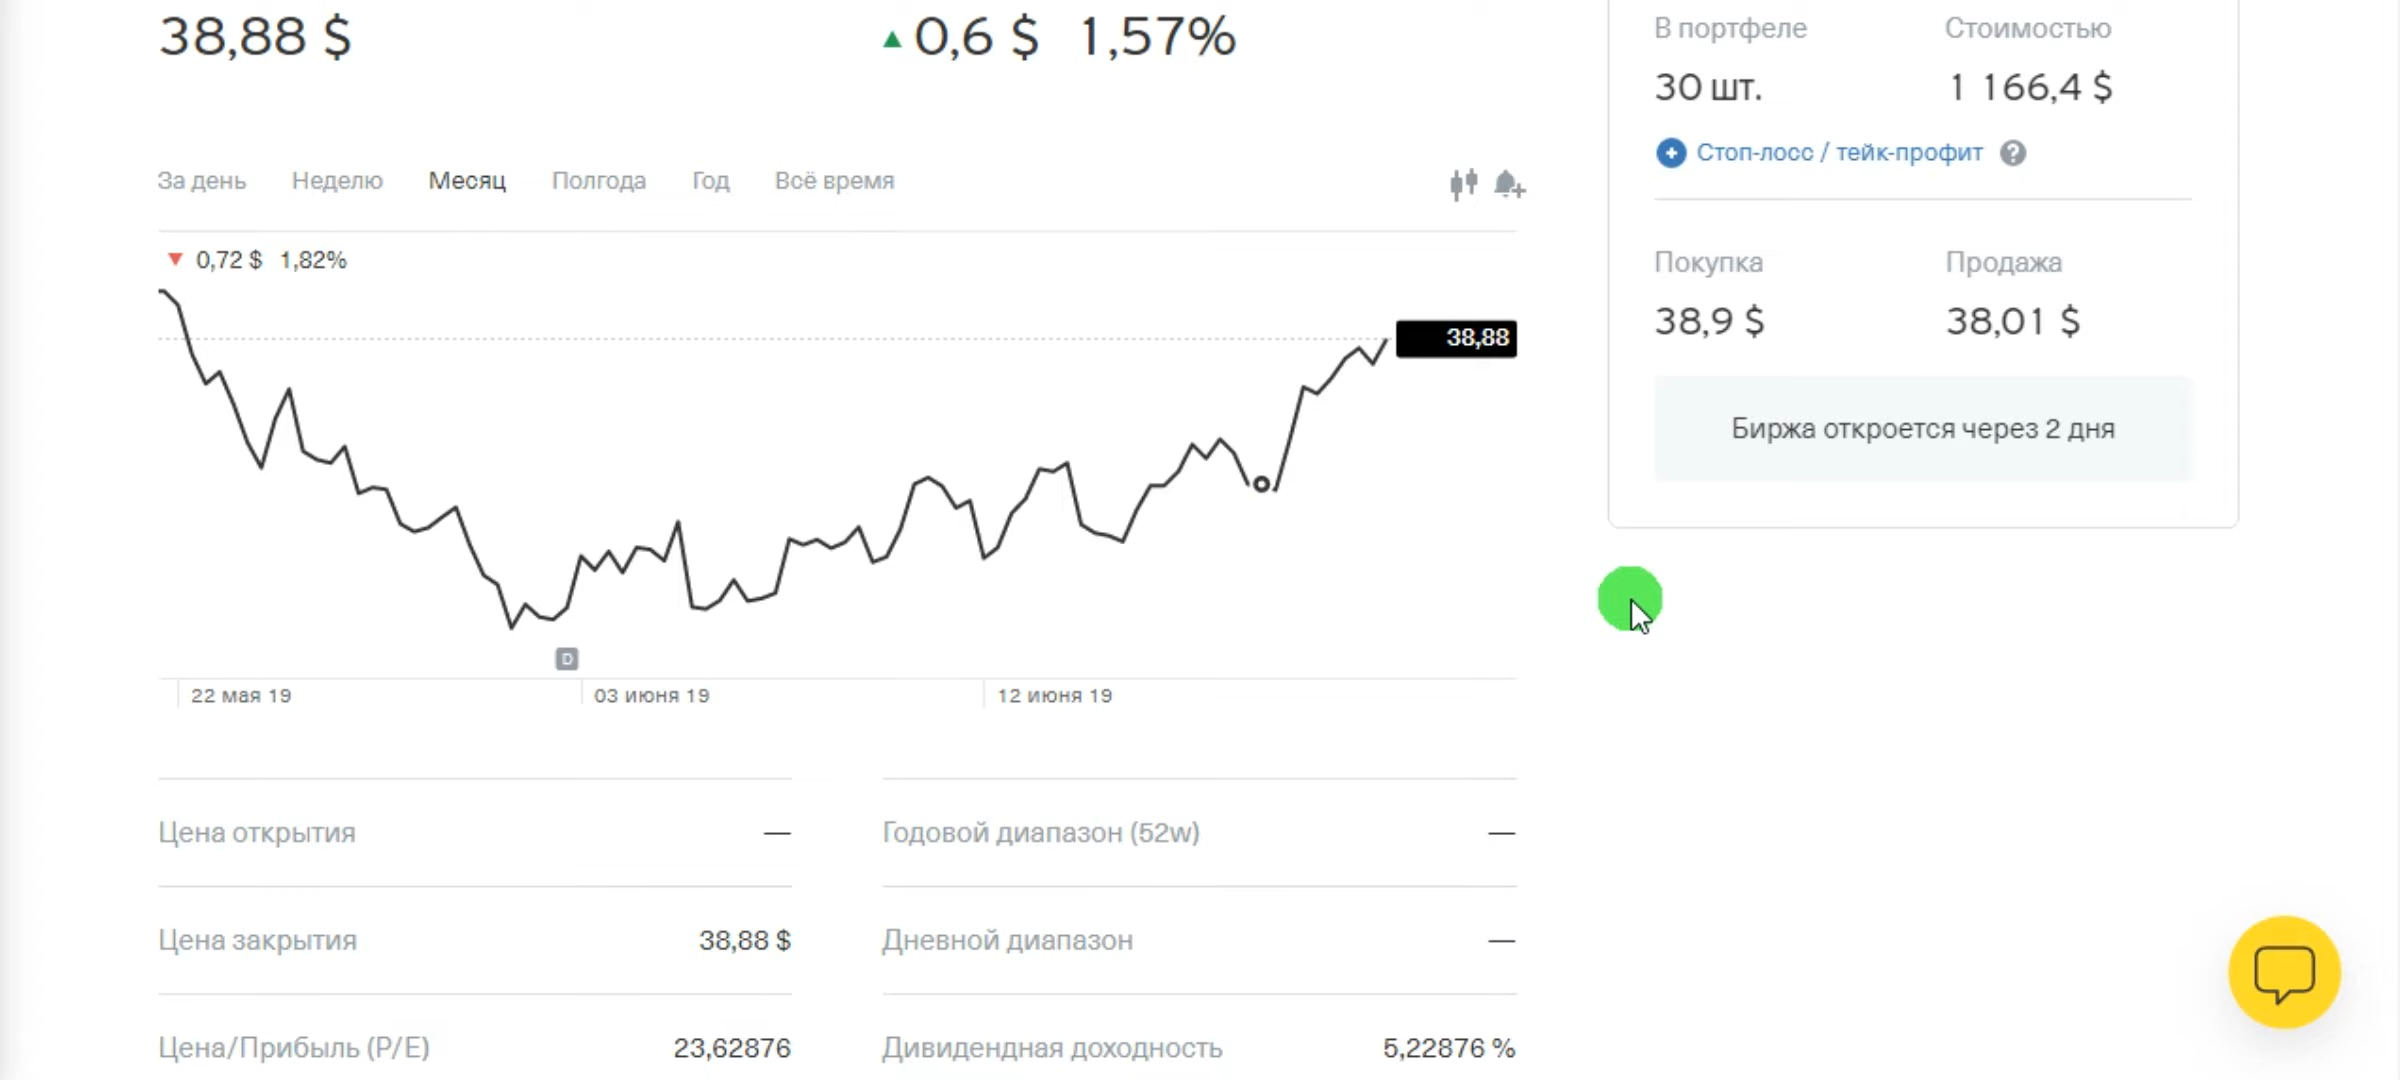 38,88 $
0,6 $ 1,57%
За день Неделю Месяц Полгода Год Всё время
0,72 $ 1,82%
38,88
D
22 мая 19 03 июня 19 12 июня 19
Цена открытия —
Годовой диапазон (52w) —
Цена закрытия 38,88 $
Дневной диапазон —
Цена/Прибыль (P/E) 23,62876
Дивидендная доходность 5,22876 %
В портфеле Стоимостью
30 шт. 1 166,4 $
Стоп-лосс / тейк-профит ?
Покупка Продажа
38,9 $ 38,01 $
Биржа откроется через 2 дня